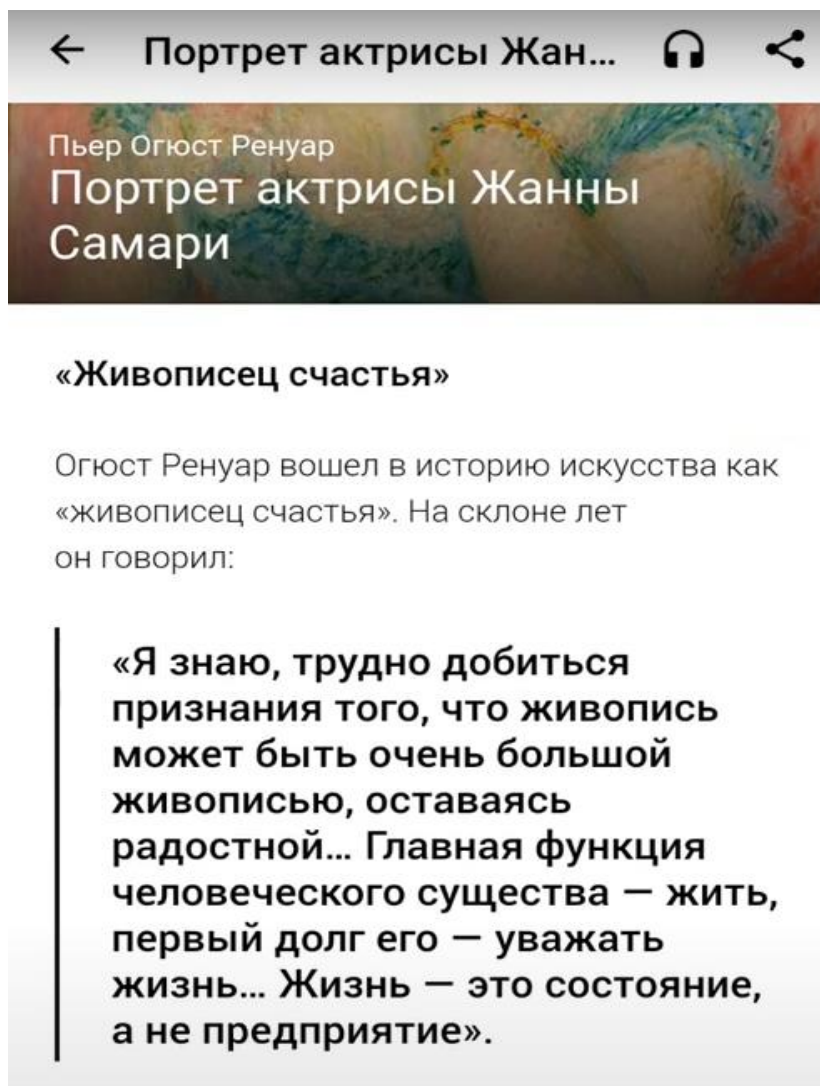 Портрет актрисы Жан...
Пьер Огюст Ренуар
Портрет актрисы Жанны
Самари
«Живописец счастья»
Огюст Ренуар вошел в историю искусства как
«живописец счастья». На склоне лет
он говорил:
«Я знаю, трудно добиться
признания того, что живопись
может быть очень большой
живописью, оставаясь
радостной... Главная функция
человеческого существа — жить,
первый долг его — уважать
жизнь... Жизнь — это состояние,
а не предприятие».